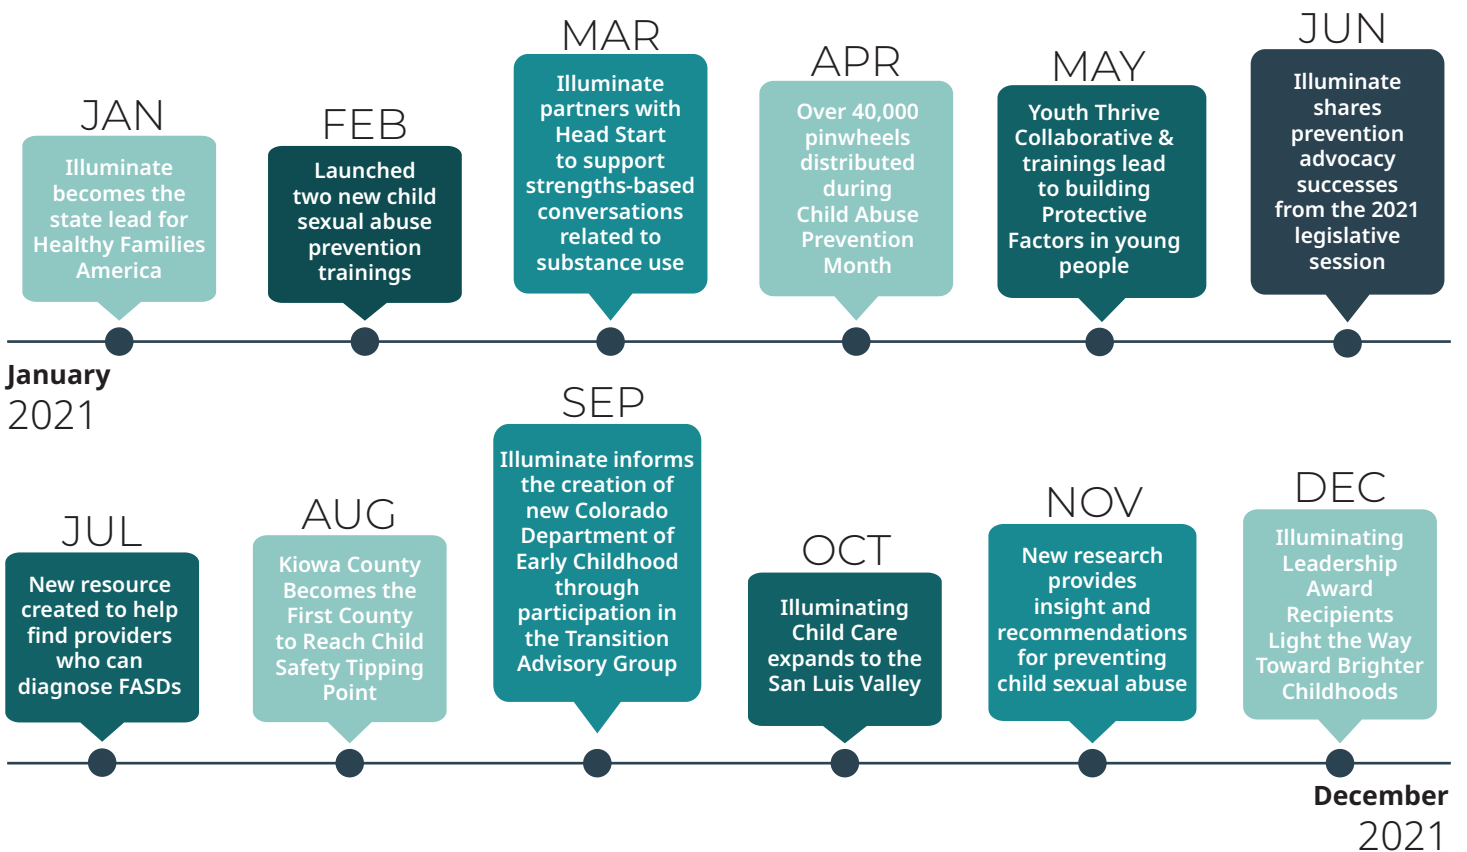 JAN
Illuminate
becomes the
state lead for
Healthy Families
America
FEB
Launched
two new child
sexual abuse
prevention
trainings
MAR
Illuminate
partners with
Head Start
to support
strengths-based
conversations
related to
substance use
APR
Over 40,000
pinwheels
distributed
during
Child Abuse
Prevention
Month
MAY
Youth Thrive
Collaborative &
trainings lead
to building
Protective
Factors in young
people
JUN
Illuminate
shares
prevention
advocacy
successes
from the 2021
legislative
session
January
2021
JUL
New resource
created to help
find providers
who can
diagnose FASDs
AUG
Kiowa County
Becomes the
First County
to Reach Child
Safety Tipping
Point
SEP
Illuminate informs
the creation of
new Colorado
Department of
Early Childhood
through
participation in
the Transition
Advisory Group
OCT
Illuminating
Child Care
expands to the
San Luis Valley
NOV
New research
provides
insight and
recommendations
for preventing
child sexual abuse
DEC
Illuminating
Leadership
Award
Recipients
Light the Way
Toward Brighter
Childhoods
December
2021